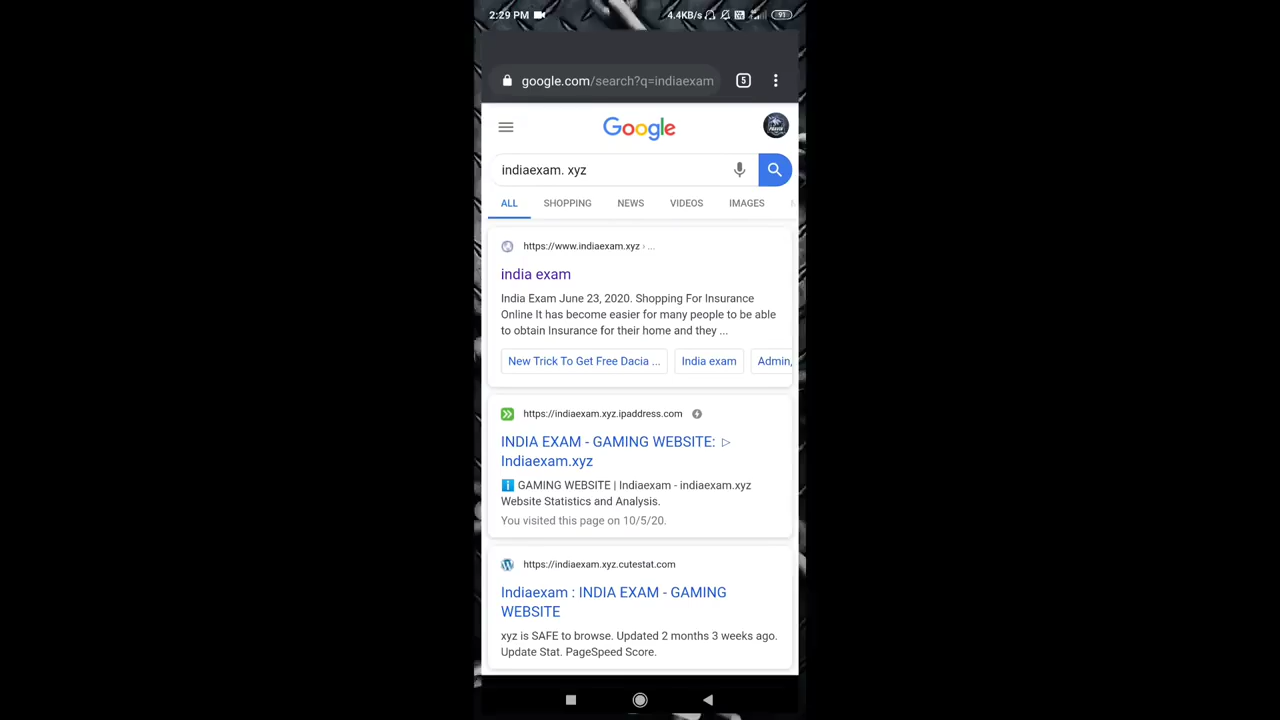 2:29 PM
4.4KB/s
91
google.com/search?q=indiaexam
5
Google
indiaexam. xyz
ALL SHOPPING NEWS VIDEOS IMAGES
https://www.indiaexam.xyz › ...
india exam
India Exam June 23, 2020. Shopping For Insurance
Online It has become easier for many people to be able
to obtain Insurance for their home and they ...
New Trick To Get Free Dacia ... India exam Admin,
https://indiaexam.xyz.ipaddress.com
INDIA EXAM - GAMING WEBSITE: ▷
Indiaexam.xyz
ℹ️ GAMING WEBSITE | Indiaexam - indiaexam.xyz
Website Statistics and Analysis.
You visited this page on 10/5/20.
https://indiaexam.xyz.cutestat.com
Indiaexam : INDIA EXAM - GAMING
WEBSITE
xyz is SAFE to browse. Updated 2 months 3 weeks ago.
Update Stat. PageSpeed Score.